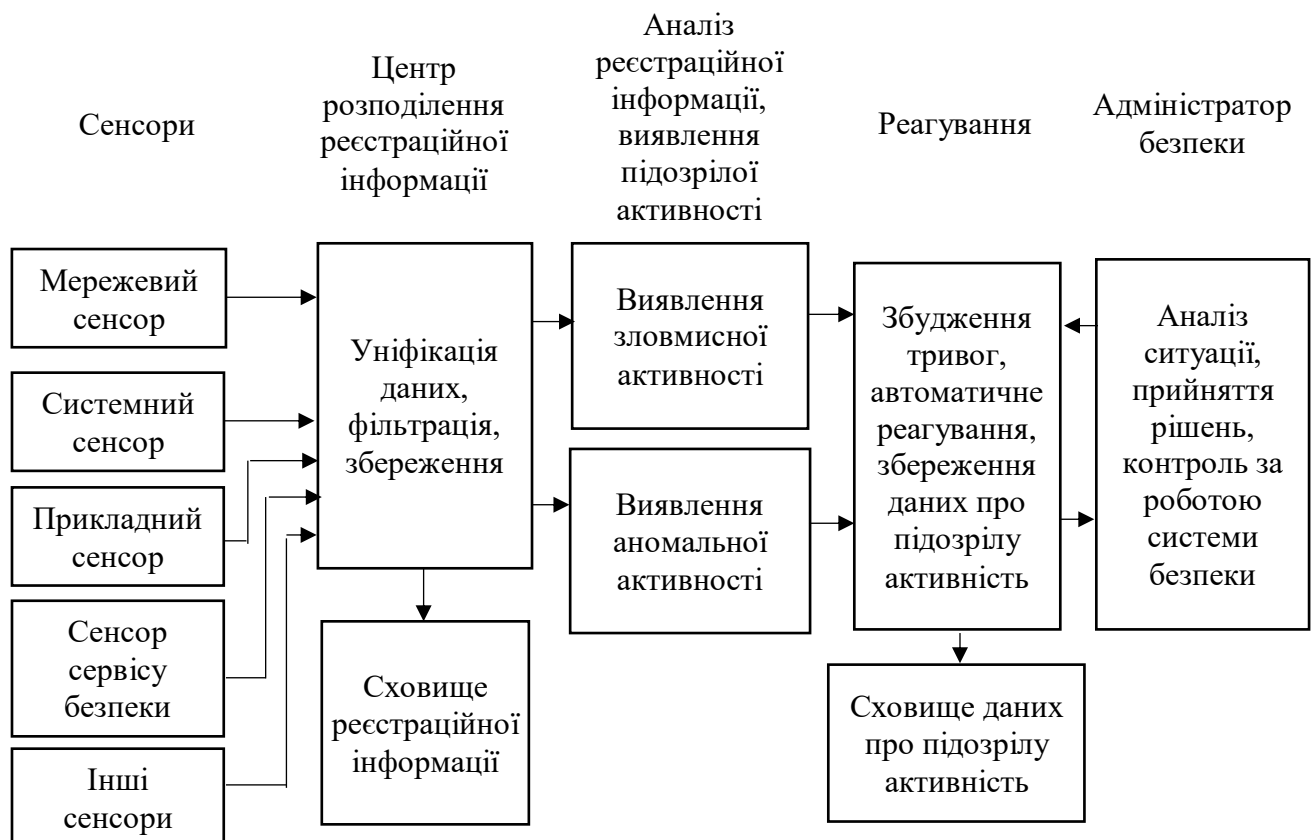 Сенсори
Центр
розподілення
реєстраційної
інформації
Аналіз
реєстраційної
інформації,
виявлення
підозрілої
активності
Реагування
Адміністратор
безпеки
Мережевий
сенсор
Системний
сенсор
Прикладний
сенсор
Сенсор
сервісу
безпеки
Інші
сенсори
Уніфікація
даних,
фільтрація,
збереження
Сховище
реєстраційної
інформації
Виявлення
зловмисної
активності
Виявлення
аномальної
активності
Збудження
тривог,
автоматичне
реагування,
збереження
даних про
підозрілу
активність
Сховище даних
про підозрілу
активність
Аналіз
ситуації,
прийняття
рішень,
контроль за
роботою
системи
безпеки